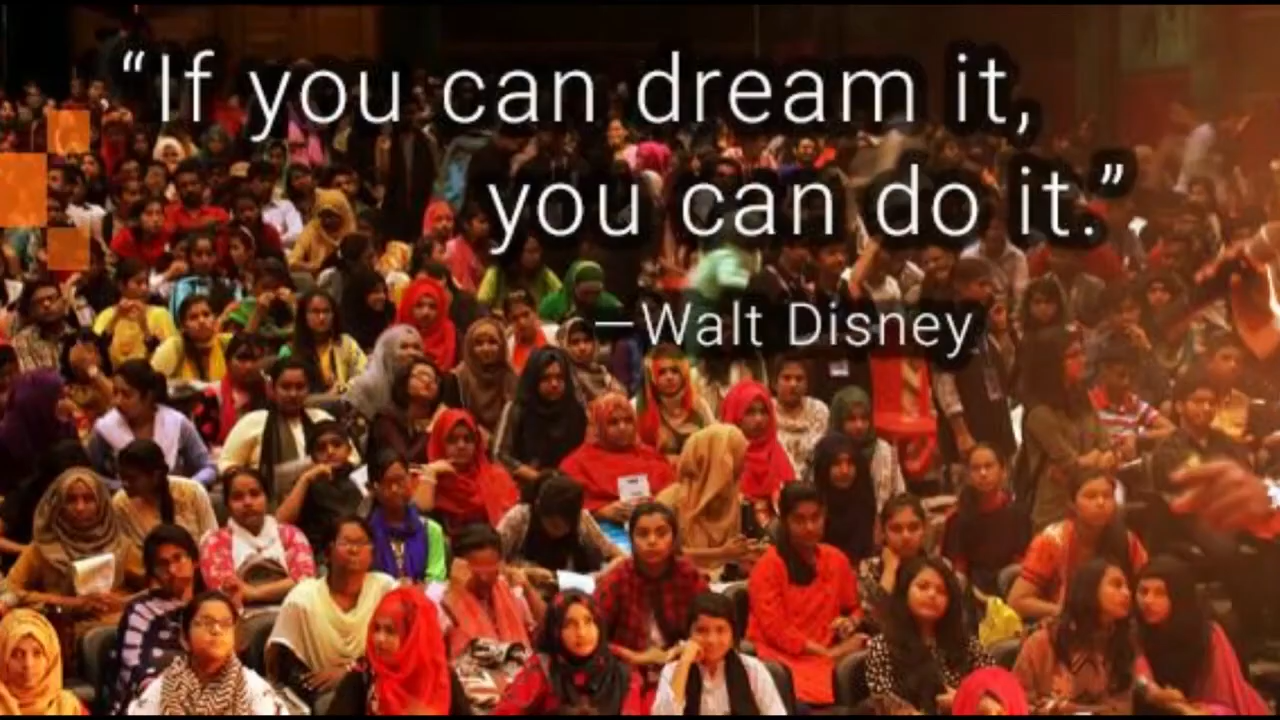 “If you can dream it,
you can do it.”
—Walt Disney